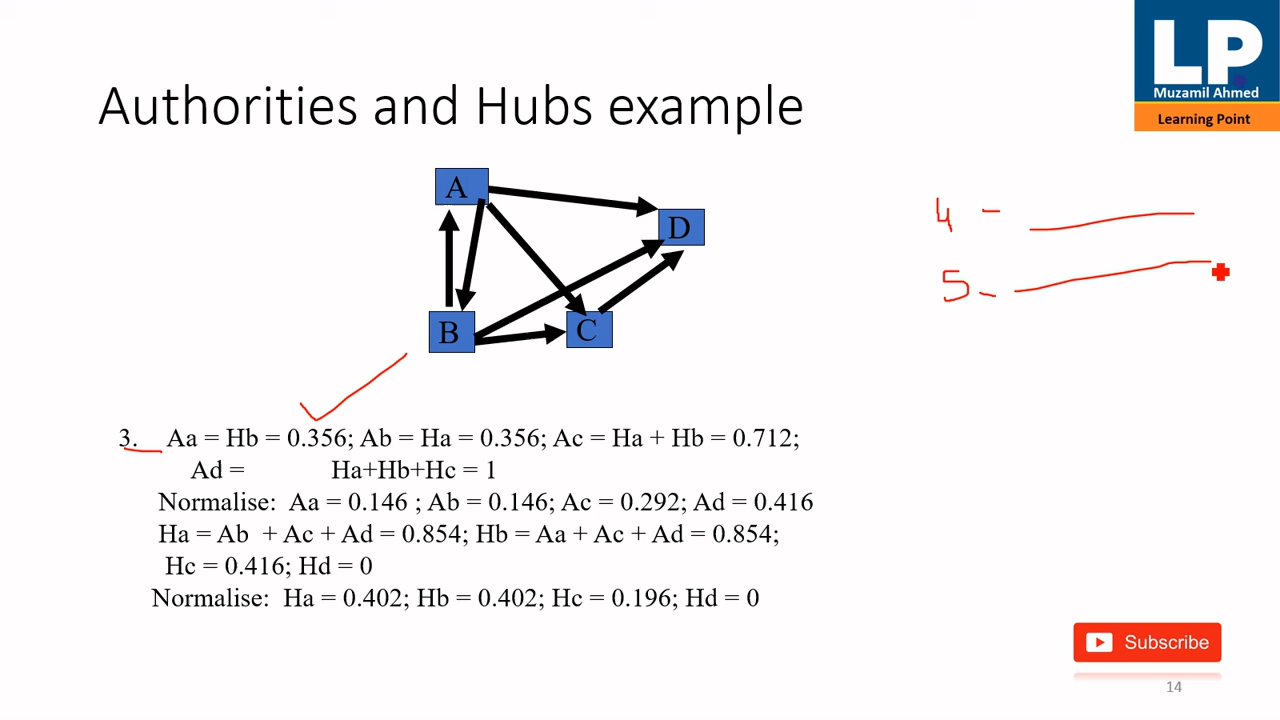 LP.
Muzamil Ahmed
Learning Point
Authorities and Hubs example
A
D
B
C
4 -
5 -
3. Aa = Hb = 0.356; Ab = Ha = 0.356; Ac = Ha + Hb = 0.712;
Ad = Ha+Hb+Hc = 1
Normalise: Aa = 0.146 ; Ab = 0.146; Ac = 0.292; Ad = 0.416
Ha = Ab + Ac + Ad = 0.854; Hb = Aa + Ac + Ad = 0.854;
Hc = 0.416; Hd = 0
Normalise: Ha = 0.402; Hb = 0.402; Hc = 0.196; Hd = 0
Subscribe
14